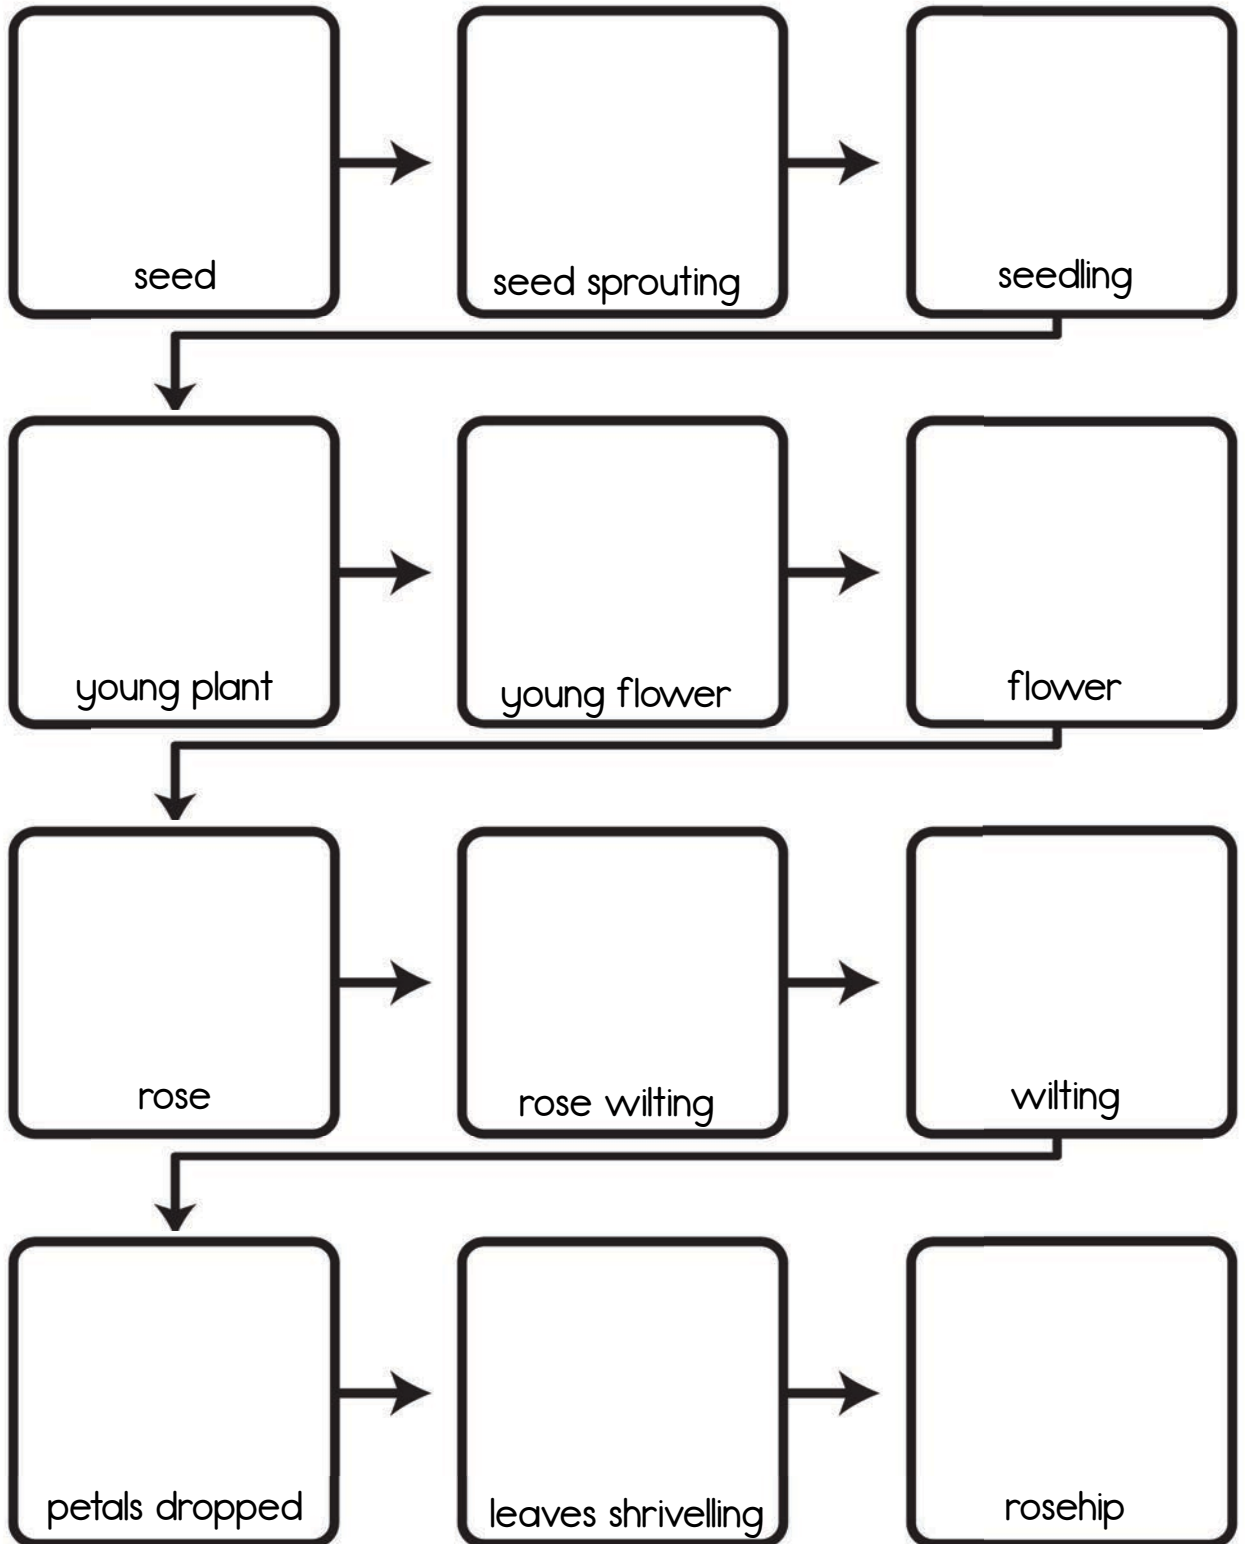 seed
seed sprouting
seedling
young plant
young flower
flower
rose
rose wilting
wilting
petals dropped
leaves shrivelling
rosehip